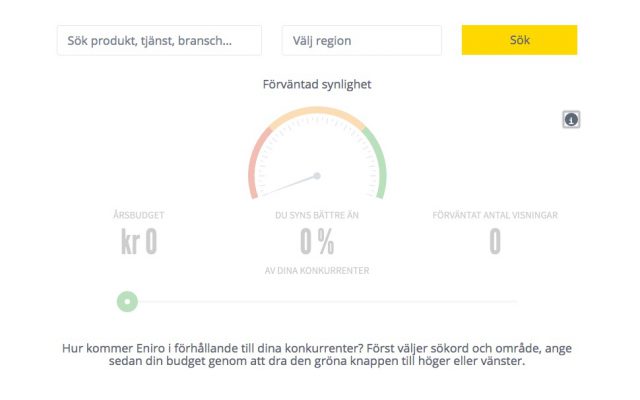 Sök produkt, tjänst, bransch...
Välj region
Sök
Förväntad synlighet
ÅRSBUDGET
kr 0
DU SYNS BÄTTRE ÄN
0 %
AV DINA KONKURRENTER
FÖRVÄNTAT ANTAL VISNINGAR
0
Hur kommer Eniro i förhållande till dina konkurrenter? Först väljer sökord och område, ange
sedan din budget genom att dra den gröna knappen till höger eller vänster.